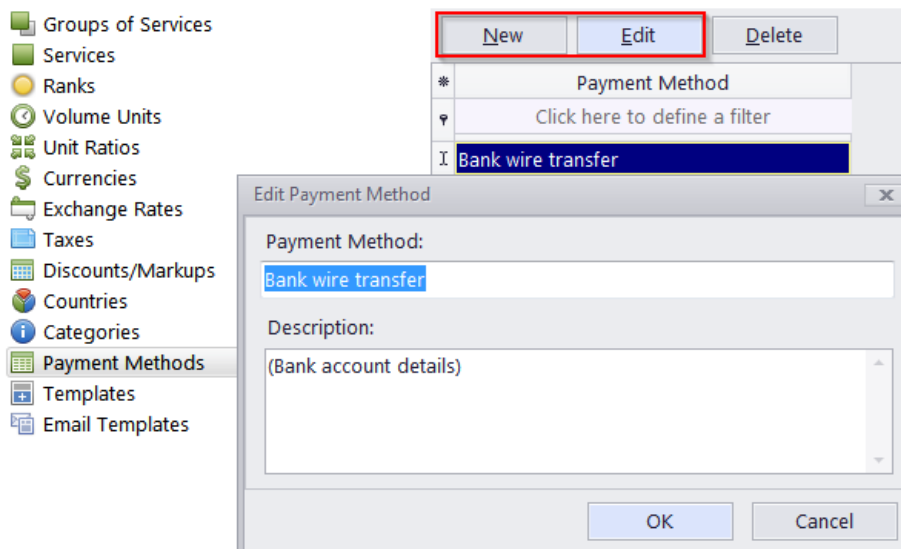 Groups of Services
Services
Ranks
Volume Units
Unit Ratios
Currencies
Exchange Rates
Taxes
Discounts/Markups
Countries
Categories
Payment Methods
Templates
Email Templates
New Edit Delete
Payment Method
Click here to define a filter
Bank wire transfer
Edit Payment Method
Payment Method:
Bank wire transfer
Description:
(Bank account details)
OK Cancel